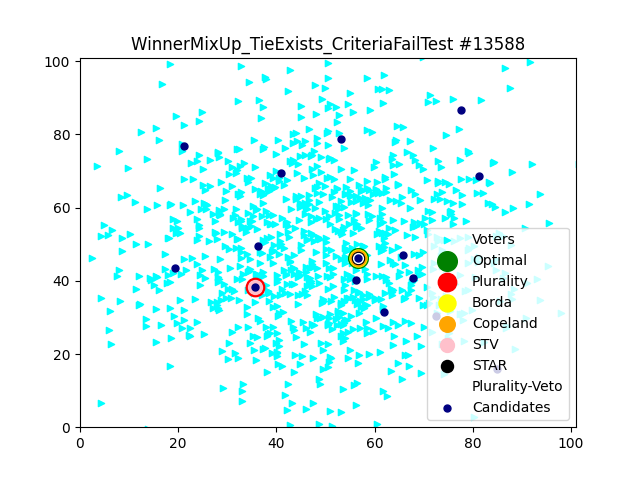 WinnerMixUp_TieExists_CriteriaFailTest #13588
100
80
60
40
20
0
0 20 40 60 80 100
Voters
Optimal
Plurality
Borda
Copeland
STV
STAR
Plurality-Veto
Candidates